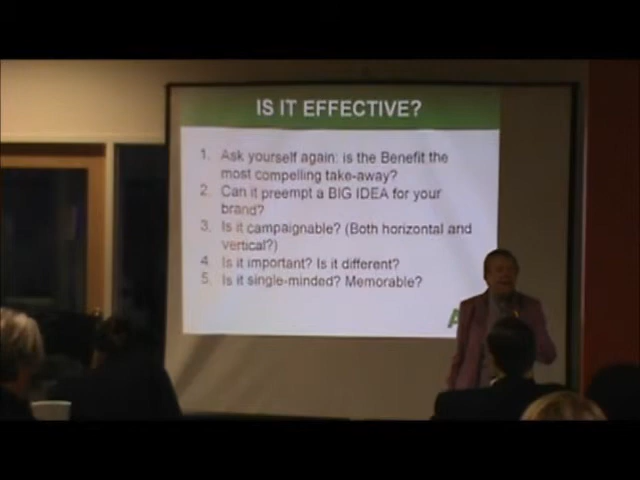 IS IT EFFECTIVE?
1. Ask yourself again: is the Benefit the
most compelling take-away?
2. Can it preempt a BIG IDEA for your
brand?
3. Is it campaignable? (Both horizontal and
vertical?)
4. Is it important? Is it different?
5. Is it single-minded? Memorable?